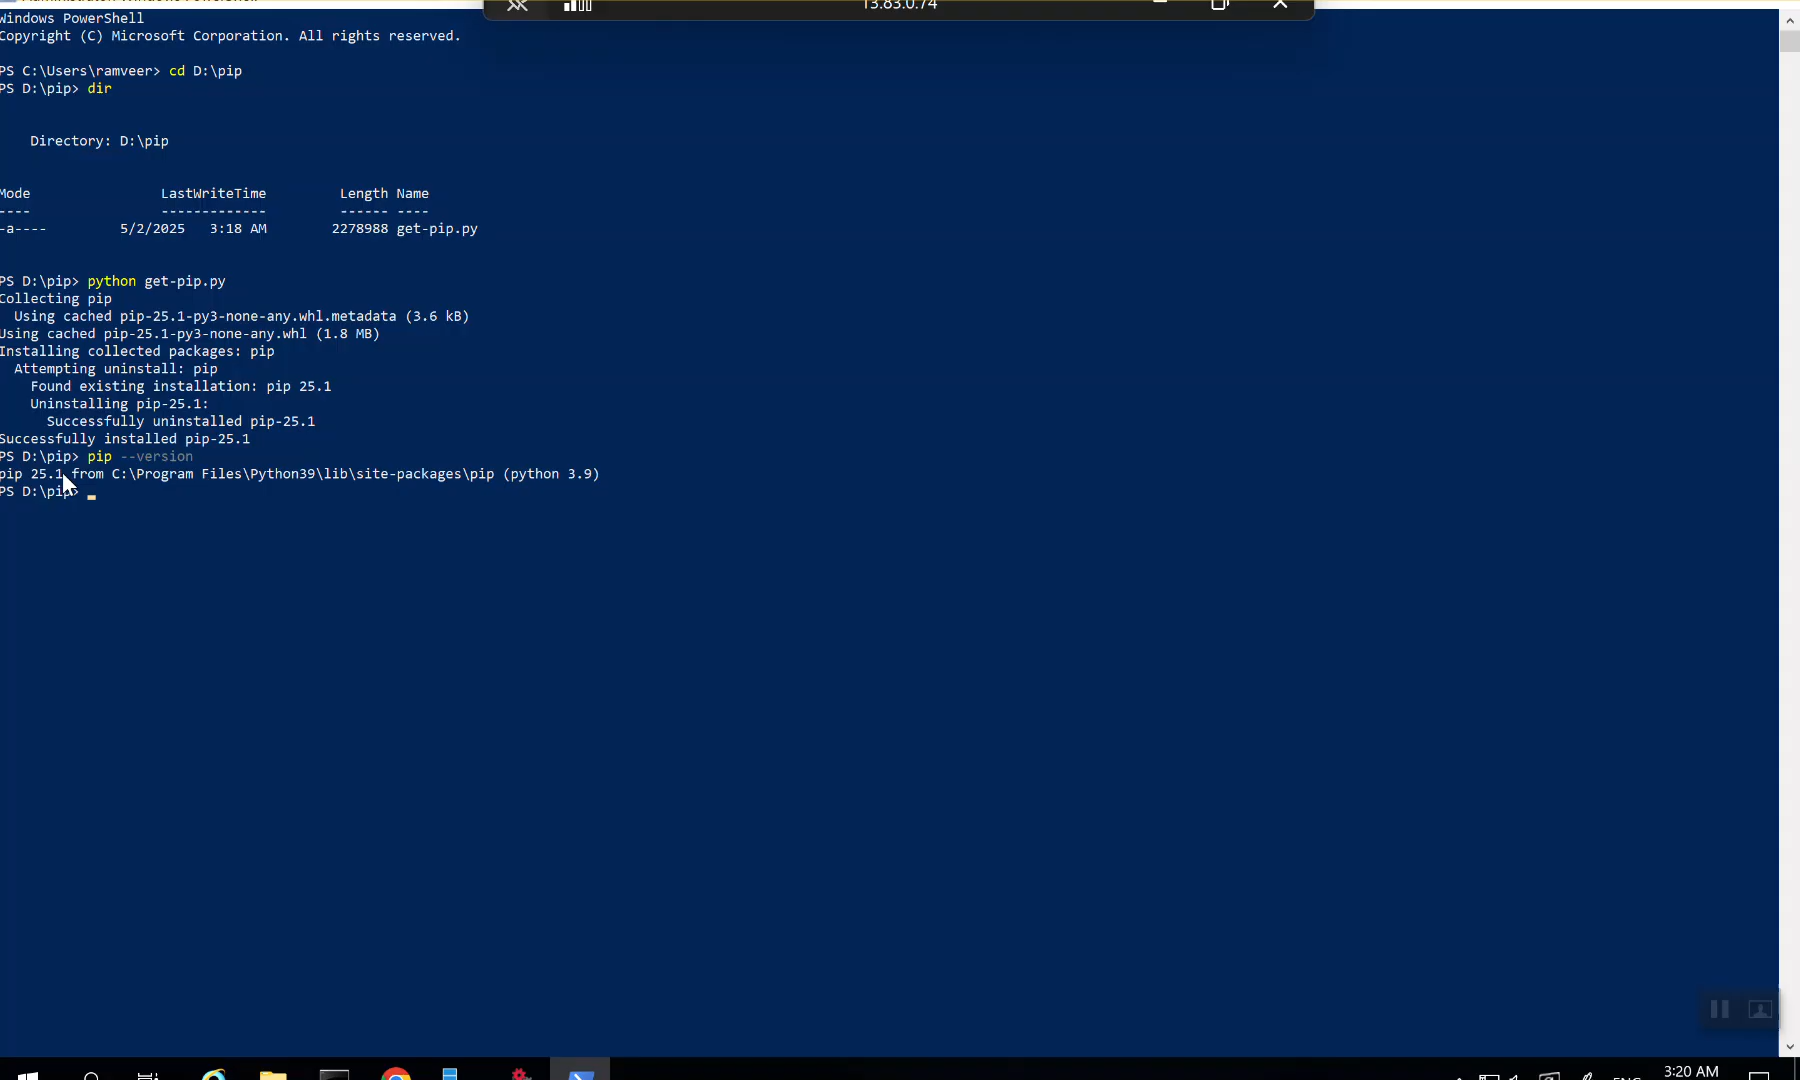 13.83.0.74
Windows PowerShell
Copyright (C) Microsoft Corporation. All rights reserved.
PS C:\Users\ramveer> cd D:\pip
PS D:\pip> dir
Directory: D:\pip
Mode LastWriteTime Length Name
---- ------------- ------ ----
-a---- 5/2/2025 3:18 AM 2278988 get-pip.py
PS D:\pip> python get-pip.py
Collecting pip
Using cached pip-25.1-py3-none-any.whl.metadata (3.6 kB)
Using cached pip-25.1-py3-none-any.whl (1.8 MB)
Installing collected packages: pip
Attempting uninstall: pip
Found existing installation: pip 25.1
Uninstalling pip-25.1:
Successfully uninstalled pip-25.1
Successfully installed pip-25.1
PS D:\pip> pip --version
pip 25.1 from C:\Program Files\Python39\lib\site-packages\pip (python 3.9)
PS D:\pip>
3:20 AM